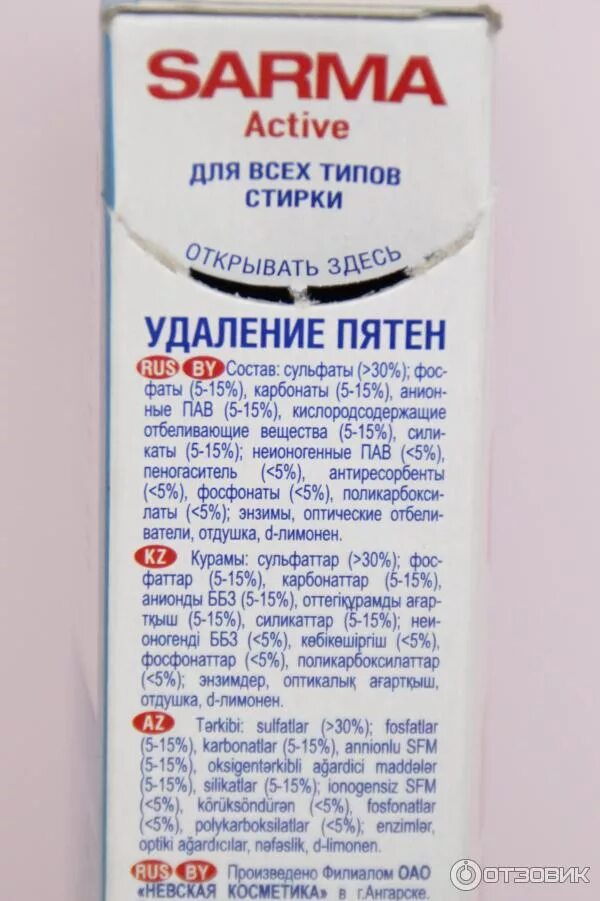 SARMA
Active
ДЛЯ ВСЕХ ТИПОВ
СТИРКИ
ОТКРЫВАТЬ ЗДЕСЬ
УДАЛЕНИЕ ПЯТЕН
RUS BY Состав: сульфаты (>30%); фос-
фаты (5-15%), карбонаты (5-15%), анион-
ные ПАВ (5-15%), кислородсодержащие
отбеливающие вещества (5-15%), сили-
каты (5-15%); неионогенные ПАВ (<5%),
пеногаситель (<5%), антиресорбенты
(<5%), фосфонаты (<5%), поликарбокси-
латы (<5%); энзимы, оптические отбели-
ватели, отдушка, d-лимонен.
KZ Курамы: сульфаттар (>30%); фос-
фаттар (5-15%), карбонаттар (5-15%),
анионды ББЗ (5-15%), оттегіқұрамды ағар-
тқыш (5-15%), силикаттар (5-15%); неи-
оногенді ББЗ (<5%), көбікөшіргіш (<5%),
фосфонаттар (<5%), поликарбоксилаттар
(<5%); энзимдер, оптикалық ағартқыш,
отдушка, d-лимонен.
AZ Tərkibi: sulfatlar (>30%); fosfatlar
(5-15%), karbonatlar (5-15%), annionlu SFM
(5-15%), oksigentərkibli ağardici maddələr
(5-15%), silikatlar (5-15%); ionogensiz SFM
(<5%), körüksöndürən (<5%), fosfonatlar
(<5%), polykarboksilatlar (<5%); enzimlər,
optiki ağardıcılar, nəfəslik, d-limonen.
RUS BY Произведено Филиалом ОАО
«НЕВСКАЯ КОСМЕТИКА» в г.Ангарске.
ОТЗОВИК